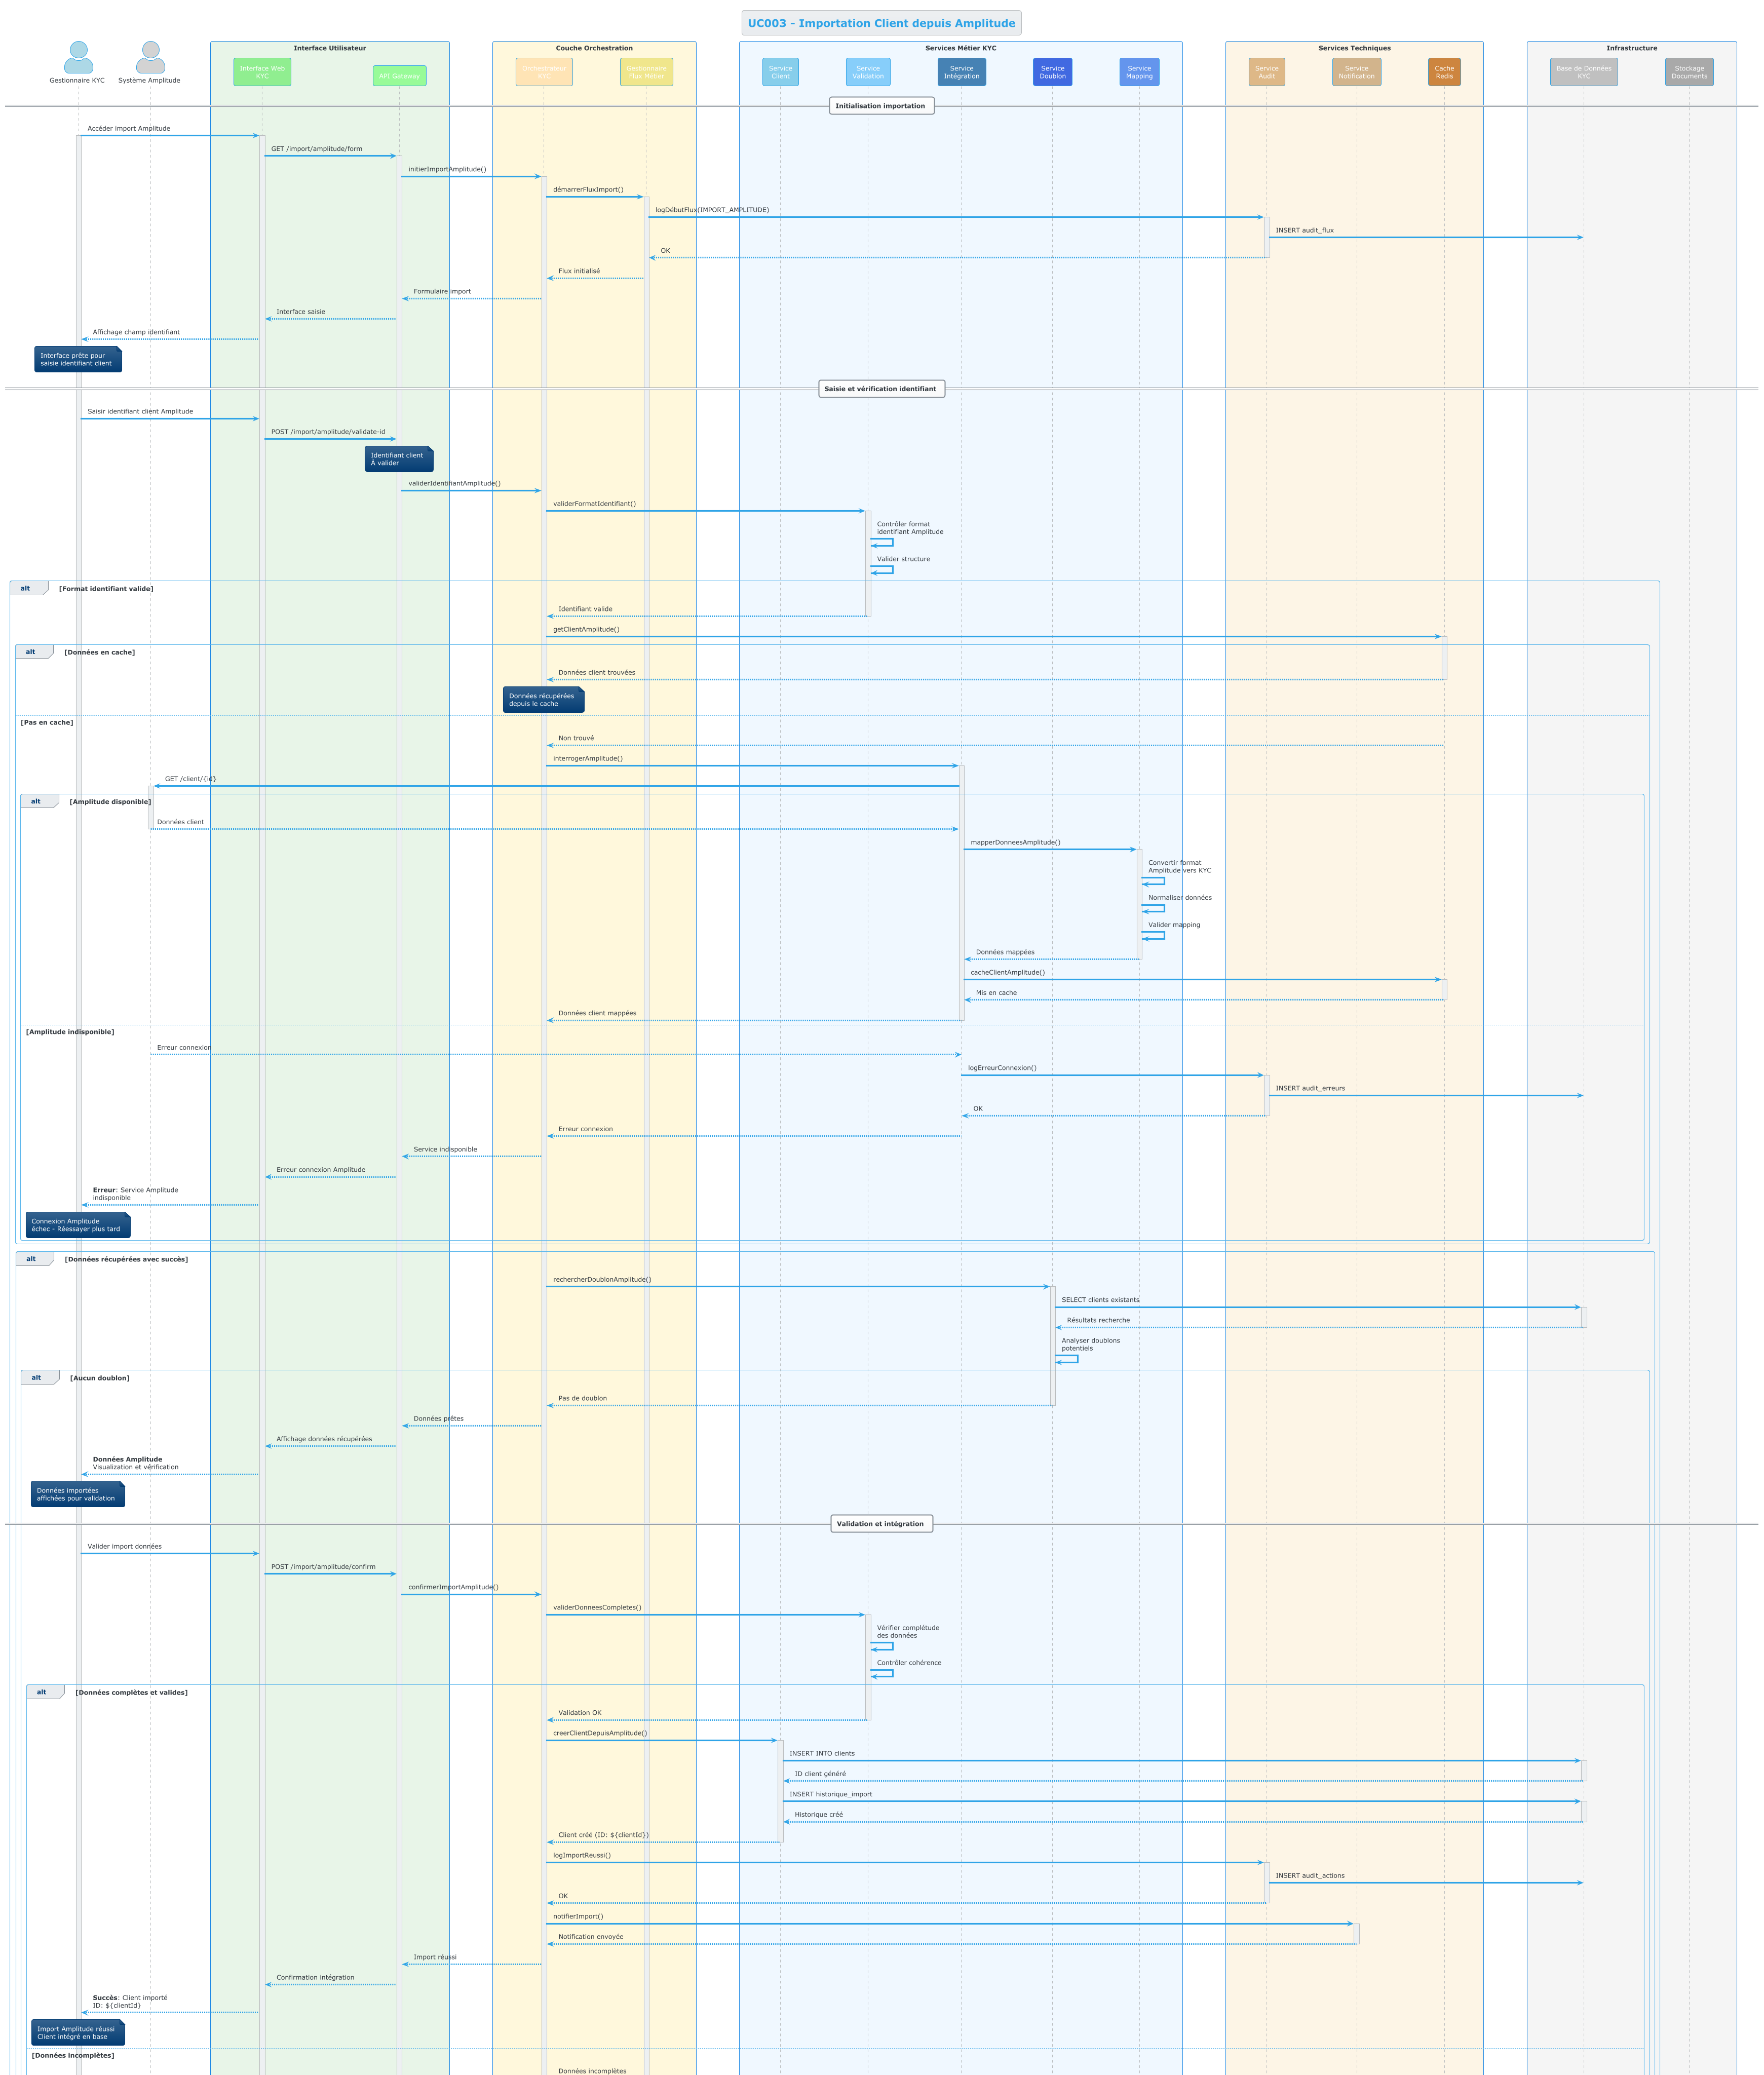 UC003 - Importation Client depuis Amplitude
Interface Utilisateur
Couche Orchestration
Services Métier KYC
Services Techniques
Infrastructure
Gestionnaire KYC
Système Amplitude
Interface Web
KYC
API Gateway
Orchestrateur
KYC
Gestionnaire
Flux Métier
Service
Client
Service
Validation
Service
Intégration
Service
Doublon
Service
Mapping
Service
Audit
Service
Notification
Cache
Redis
Base de Données
KYC
Stockage
Documents
Initialisation importation
Accéder import Amplitude
GET /import/amplitude/form
initierImportAmplitude()
démarrerFluxImport()
logDébutFlux(IMPORT_AMPLITUDE)
INSERT audit_flux
OK
Flux initialisé
Formulaire import
Interface saisie
Affichage champ identifiant
Interface prête pour
saisie identifiant client
Saisie et vérification identifiant
Saisir identifiant client Amplitude
POST /import/amplitude/validate-id
Identifiant client
À valider
validerIdentifiantAmplitude()
validerFormatIdentifiant()
Contrôler format
identifiant Amplitude
Valider structure
alt [Format identifiant valide]
Identifiant valide
getClientAmplitude()
alt [Données en cache]
Données client trouvées
Données récupérées
depuis le cache
[Pas en cache]
Non trouvé
interrogerAmplitude()
GET /client/{id}
alt [Amplitude disponible]
Données client
mapperDonneesAmplitude()
Convertir format
Amplitude vers KYC
Normaliser données
Valider mapping
Données mappées
cacheClientAmplitude()
Mis en cache
Données client mappées
[Amplitude indisponible]
Erreur connexion
logErreurConnexion()
INSERT audit_erreurs
OK
Erreur connexion
Service indisponible
Erreur connexion Amplitude
Erreur: Service Amplitude
indisponible
Connexion Amplitude
échec - Réessayer plus tard
alt [Données récupérées avec succès]
rechercherDoublonAmplitude()
SELECT clients existants
Résultats recherche
Analyser doublons
potentiels
alt [Aucun doublon]
Pas de doublon
Données prêtes
Affichage données récupérées
Données Amplitude
Visualization et vérification
Données importées
affichées pour validation
Validation et intégration
Valider import données
POST /import/amplitude/confirm
confirmerImportAmplitude()
validerDonneesCompletes()
Vérifier complétude
des données
Contrôler cohérence
alt [Données complètes et valides]
Validation OK
creerClientDepuisAmplitude()
INSERT INTO clients
ID client généré
INSERT historique_import
Historique créé
Client créé (ID: ${clientId})
logImportReussi()
INSERT audit_actions
OK
notifierImport()
Notification envoyée
Import réussi
Confirmation intégration
Succès: Client importé
ID: ${clientId}
Import Amplitude réussi
Client intégré en base
[Données incomplètes]
Données incomplètes